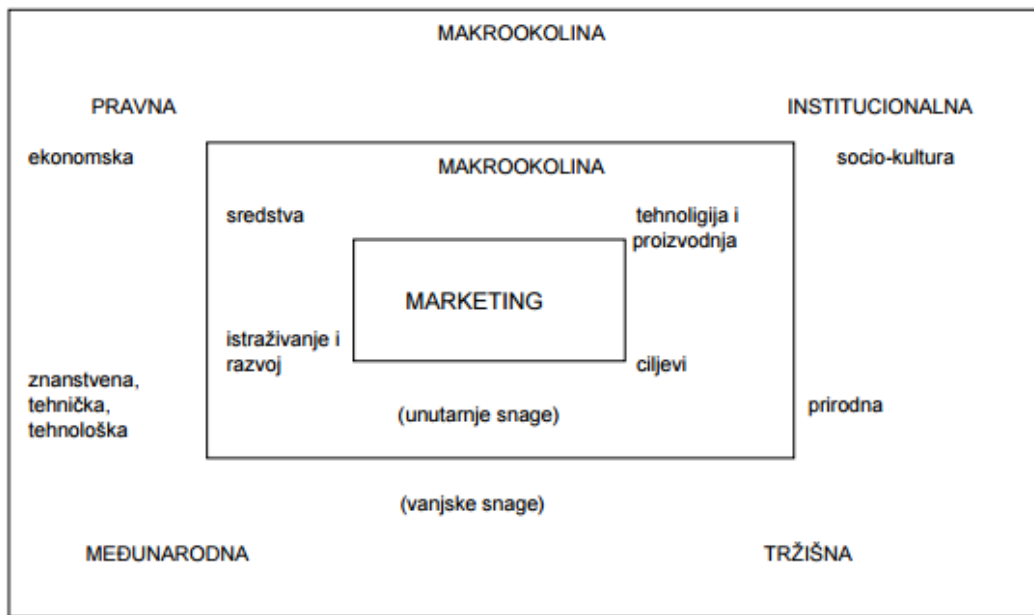 MAKROOKOLINA
PRAVNA
INSTITUCIONALNA
ekonomska
socio-kultura
MAKROOKOLINA
sredstva
tehnoligija i
proizvodnja
MARKETING
istraživanje i
razvoj
ciljevi
znanstvena,
tehnička,
tehnološka
prirodna
(unutarnje snage)
(vanjske snage)
MEĐUNARODNA
TRŽIŠNA